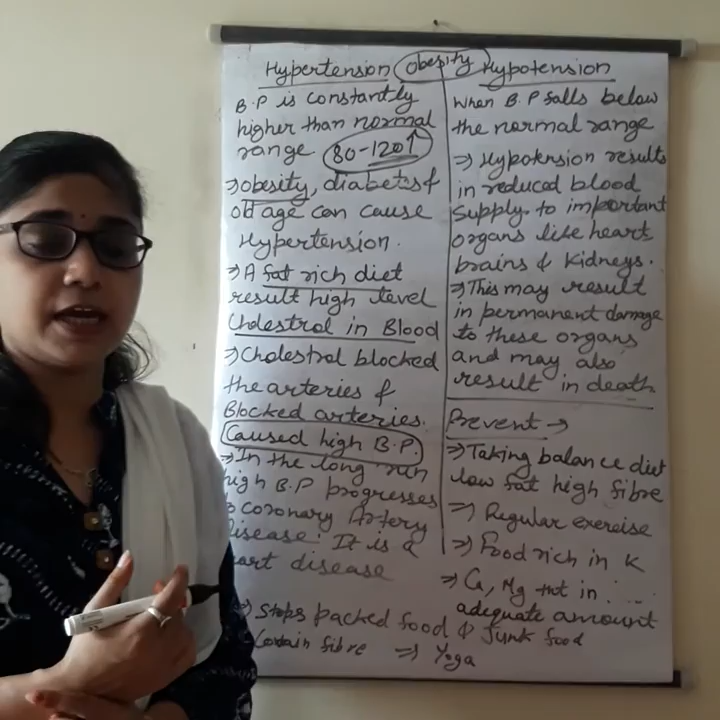 Hypertension Obesity Hypotension
B.P is constantly
higher than normal
range 80-120↑
⇒ obesity, diabetes &
old age can cause
Hypertension.
⇒ A fat rich diet
result high level
Cholestrol in Blood
⇒ Cholestrol blocked
the arteries &
Blocked arteries.
Caused high B.P.
⇒ In the long run
high B.P progresses
coronary Artery
disease. It is a
disease
⇒ Stops packed food & Junk food
fibre ⇒ Yoga
When B.P falls below
the normal range
⇒ Hypotension results
in reduced blood
supply. to important
organs like heart
brains & kidneys.
⇒ This may result
in permanent damage
to these organs
and may also
result in death
Prevent →
⇒ Taking balance diet
low fat high fibre
⇒ Regular exercise
⇒ Food rich in K
⇒ Ca, Mg in ....
adequate amount